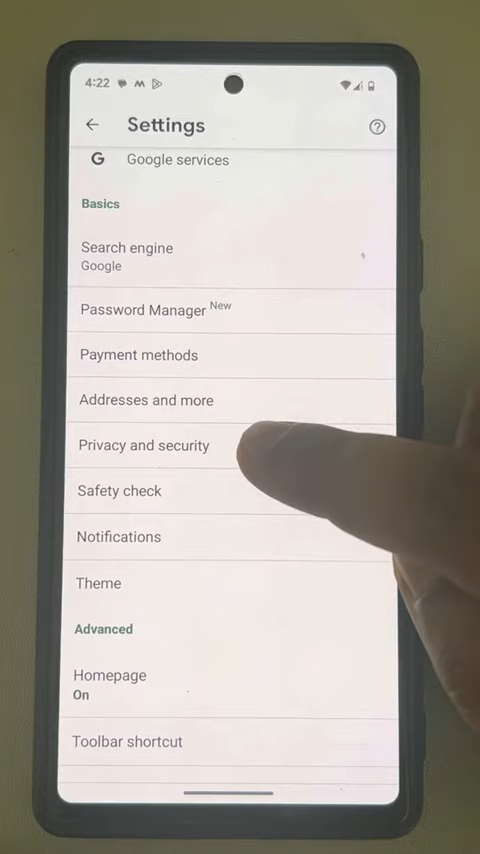 4:22
Settings
G Google services
Basics
Search engine
Google
Password Manager New
Payment methods
Addresses and more
Privacy and security
Safety check
Notifications
Theme
Advanced
Homepage
On
Toolbar shortcut